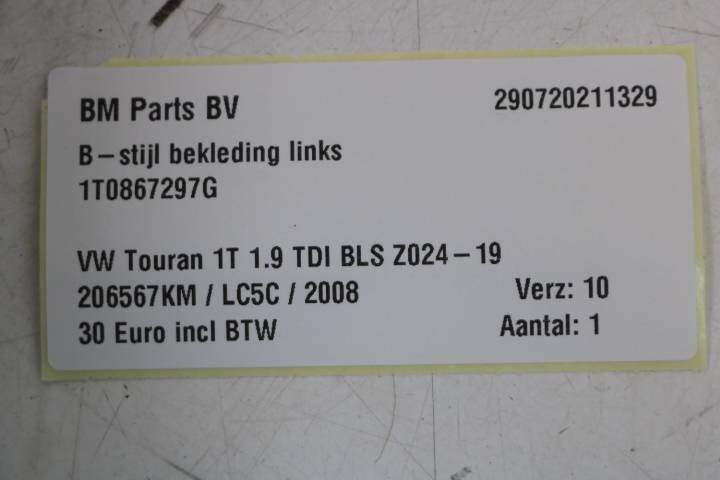 BM Parts BV 290720211329
B-stijl bekleding links
1T0867297G
VW Touran 1T 1.9 TDI BLS Z024-19
206567KM / LC5C / 2008 Verz: 10
30 Euro incl BTW Aantal: 1